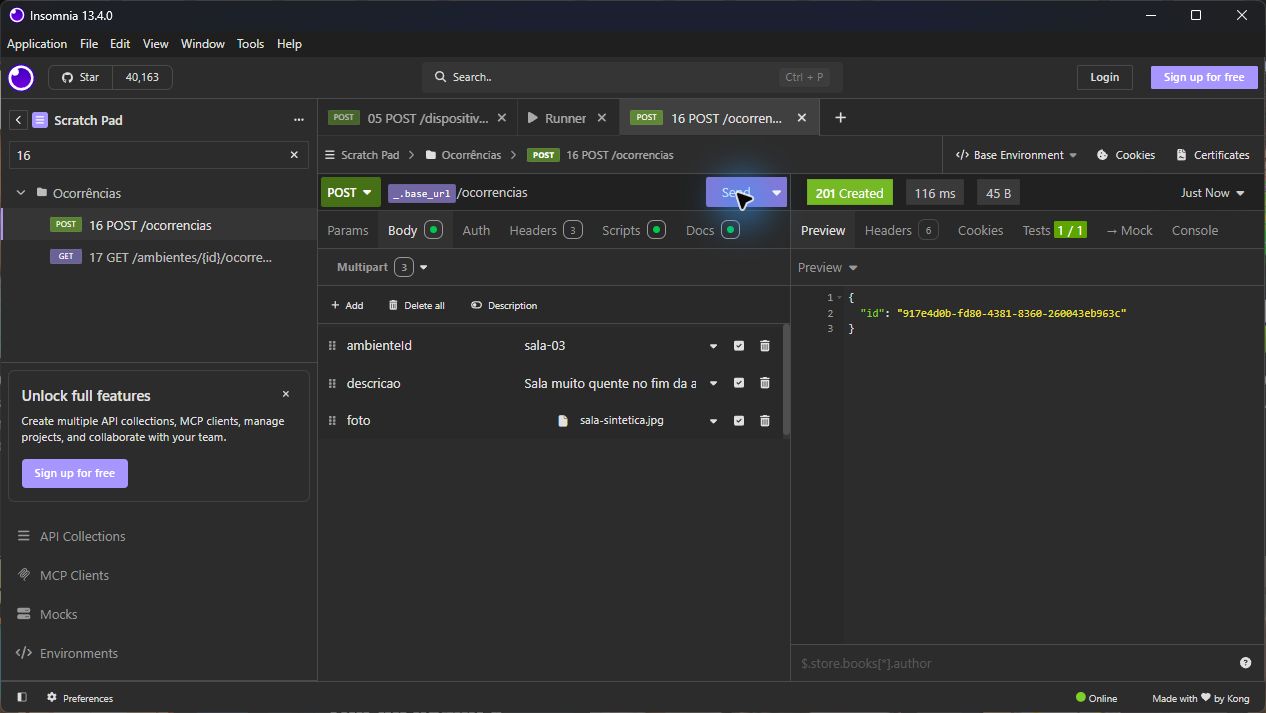 Insomnia 13.4.0
Application File Edit View Window Tools Help
Star 40,163
Search.. Ctrl + P
Login Sign up for free
Scratch Pad ...
POST 05 POST /dispositiv...
Runner
POST 16 POST /ocorren...
16
Scratch Pad > Ocorrências > POST 16 POST /ocorrencias
</> Base Environment Cookies Certificates
Ocorrências
POST 16 POST /ocorrencias
GET 17 GET /ambientes/{id}/ocorre...
POST _.base_url /ocorrencias Send
201 Created 116 ms 45 B Just Now
Params Body Auth Headers 3 Scripts Docs
Preview Headers 6 Cookies Tests 1 / 1 → Mock Console
Multipart 3
Preview
+ Add Delete all Description
ambienteId sala-03
descricao Sala muito quente no fim da a
foto sala-sintetica.jpg
1 {
2 "id": "917e4d0b-fd80-4381-8360-260043eb963c"
3 }
Unlock full features
Create multiple API collections, MCP clients, manage
projects, and collaborate with your team.
Sign up for free
API Collections
MCP Clients
Mocks
</> Environments
$.store.books[*].author
Preferences
Online Made with ♥ by Kong